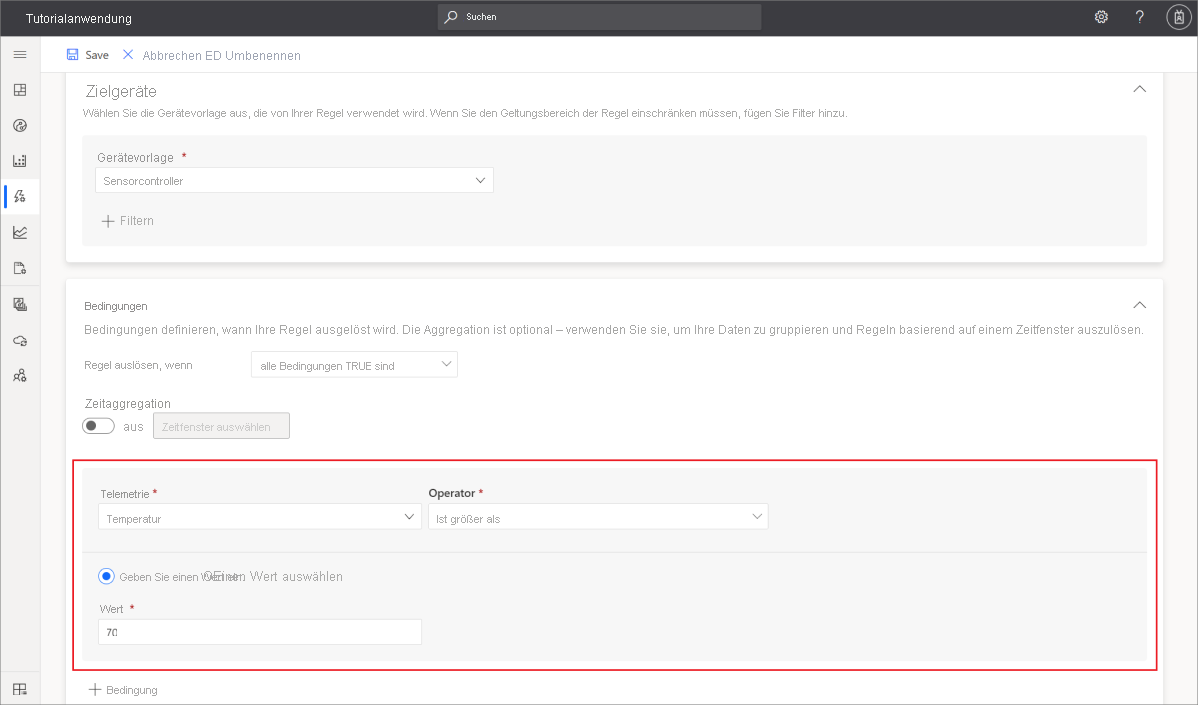 Tutorialanwendung
Suchen
?
Save Abbrechen ED Umbenennen
Zielgeräte
Wählen Sie die Gerätevorlage aus, die von Ihrer Regel verwendet wird. Wenn Sie den Geltungsbereich der Regel einschränken müssen, fügen Sie Filter hinzu.
Gerätevorlage *
Sensorcontroller
Filtern
Bedingungen
Bedingungen definieren, wann Ihre Regel ausgelöst wird. Die Aggregation ist optional – verwenden Sie sie, um Ihre Daten zu gruppieren und Regeln basierend auf einem Zeitfenster auszulösen.
Regel auslösen, wenn
alle Bedingungen TRUE sind
Zeitaggregation
aus
Zeitfenster auswählen
Telemetrie * Operator *
Temperatur Ist größer als
Geben Sie einen Wert auswählen
Wert *
70
Bedingung